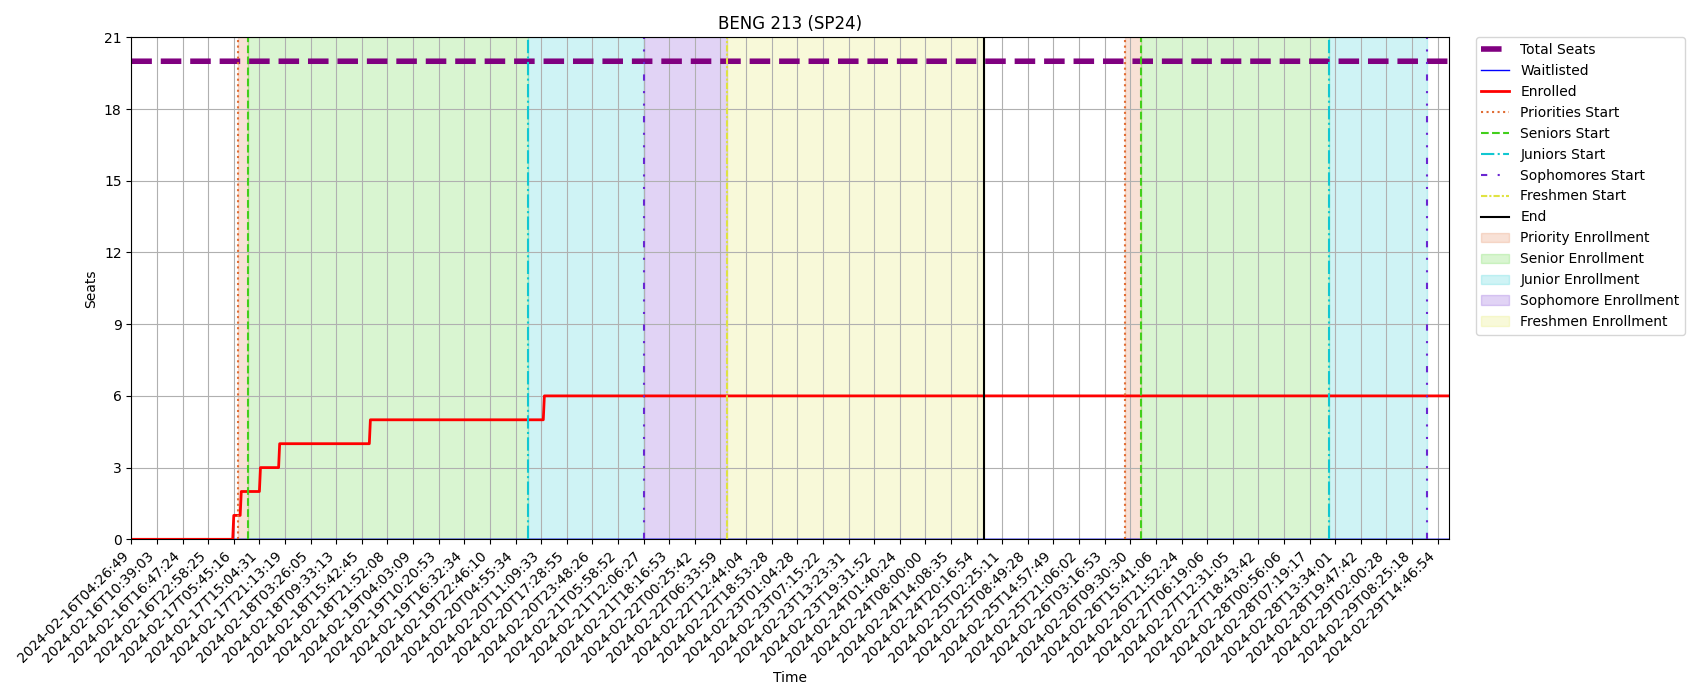 BENG 213 (SP24)
21
18
15
12
9
6
3
0
Seats
2024-02-16T04:26:49
2024-02-16T10:39:03
2024-02-16T16:47:24
2024-02-16T22:58:25
2024-02-17T05:45:16
2024-02-17T15:04:31
2024-02-17T21:13:19
2024-02-18T03:26:05
2024-02-18T09:33:13
2024-02-18T15:42:45
2024-02-18T21:52:08
2024-02-19T04:03:09
2024-02-19T10:20:53
2024-02-19T16:32:34
2024-02-19T22:46:10
2024-02-20T04:55:34
2024-02-20T11:09:33
2024-02-20T17:28:55
2024-02-20T23:48:26
2024-02-21T05:58:52
2024-02-21T12:06:27
2024-02-21T18:16:53
2024-02-22T00:25:42
2024-02-22T06:33:59
2024-02-22T12:44:04
2024-02-22T18:53:28
2024-02-23T01:04:28
2024-02-23T07:15:22
2024-02-23T13:23:31
2024-02-23T19:31:52
2024-02-24T01:40:24
2024-02-24T08:00:00
2024-02-24T14:08:35
2024-02-24T20:16:54
2024-02-25T02:25:11
2024-02-25T08:49:28
2024-02-25T14:57:49
2024-02-25T21:06:02
2024-02-26T03:16:53
2024-02-26T09:30:30
2024-02-26T15:41:06
2024-02-26T21:52:24
2024-02-27T06:19:06
2024-02-27T12:31:05
2024-02-27T18:43:42
2024-02-28T00:56:06
2024-02-28T07:19:17
2024-02-28T13:34:01
2024-02-28T19:47:42
2024-02-29T02:00:28
2024-02-29T08:25:18
2024-02-29T14:46:54
Time
Total Seats
Waitlisted
Enrolled
Priorities Start
Seniors Start
Juniors Start
Sophomores Start
Freshmen Start
End
Priority Enrollment
Senior Enrollment
Junior Enrollment
Sophomore Enrollment
Freshmen Enrollment